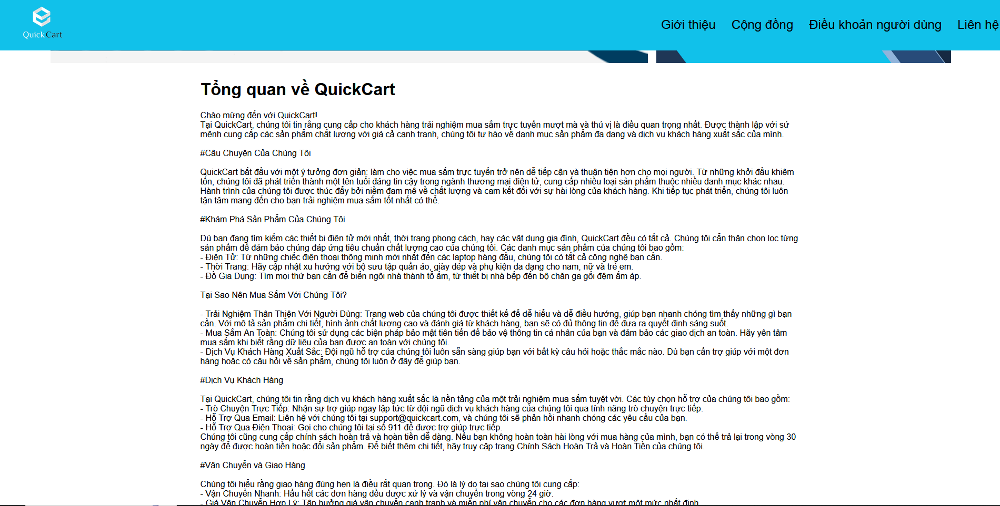 QuickCart
Giới thiệu Cộng đồng Điều khoản người dùng Liên hệ
Tổng quan về QuickCart
Chào mừng đến với QuickCart!
Tại QuickCart, chúng tôi tin rằng cung cấp cho khách hàng trải nghiệm mua sắm trực tuyến mượt mà và thú vị là điều quan trọng nhất. Được thành lập với sứ
mệnh cung cấp các sản phẩm chất lượng với giá cả cạnh tranh, chúng tôi tự hào về danh mục sản phẩm đa dạng và dịch vụ khách hàng xuất sắc của mình.
#Câu Chuyện Của Chúng Tôi
QuickCart bắt đầu với một ý tưởng đơn giản: làm cho việc mua sắm trực tuyến trở nên dễ tiếp cận và thuận tiện hơn cho mọi người. Từ những khởi đầu khiêm
tốn, chúng tôi đã phát triển thành một tên tuổi đáng tin cậy trong ngành thương mại điện tử, cung cấp nhiều loại sản phẩm thuộc nhiều danh mục khác nhau.
Hành trình của chúng tôi được thúc đẩy bởi niềm đam mê về chất lượng và cam kết đối với sự hài lòng của khách hàng. Khi tiếp tục phát triển, chúng tôi luôn
tận tâm mang đến cho bạn trải nghiệm mua sắm tốt nhất có thể.
#Khám Phá Sản Phẩm Của Chúng Tôi
Dù bạn đang tìm kiếm các thiết bị điện tử mới nhất, thời trang phong cách, hay các vật dụng gia đình, QuickCart đều có tất cả. Chúng tôi cẩn thận chọn lọc từng
sản phẩm để đảm bảo chúng đáp ứng tiêu chuẩn chất lượng cao của chúng tôi. Các danh mục sản phẩm của chúng tôi bao gồm:
- Điện Tử: Từ những chiếc điện thoại thông minh mới nhất đến các laptop hàng đầu, chúng tôi có tất cả công nghệ bạn cần.
- Thời Trang: Hãy cập nhật xu hướng với bộ sưu tập quần áo, giày dép và phụ kiện đa dạng cho nam, nữ và trẻ em.
- Đồ Gia Dụng: Tìm mọi thứ bạn cần để biến ngôi nhà thành tổ ấm, từ thiết bị nhà bếp đến bộ chăn ga gối đệm ấm áp.
Tại Sao Nên Mua Sắm Với Chúng Tôi?
- Trải Nghiệm Thân Thiện Với Người Dùng: Trang web của chúng tôi được thiết kế để dễ hiểu và dễ điều hướng, giúp bạn nhanh chóng tìm thấy những gì bạn
cần. Với mô tả sản phẩm chi tiết, hình ảnh chất lượng cao và đánh giá từ khách hàng, bạn sẽ có đủ thông tin để đưa ra quyết định sáng suốt.
- Mua Sắm An Toàn: Chúng tôi sử dụng các biện pháp bảo mật tiên tiến để bảo vệ thông tin cá nhân của bạn và đảm bảo các giao dịch an toàn. Hãy yên tâm
mua sắm khi biết rằng dữ liệu của bạn được an toàn với chúng tôi.
- Dịch Vụ Khách Hàng Xuất Sắc: Đội ngũ hỗ trợ của chúng tôi luôn sẵn sàng giúp bạn với bất kỳ câu hỏi hoặc thắc mắc nào. Dù bạn cần trợ giúp với một đơn
hàng hoặc có câu hỏi về sản phẩm, chúng tôi luôn ở đây để giúp bạn.
#Dịch Vụ Khách Hàng
Tại QuickCart, chúng tôi tin rằng dịch vụ khách hàng xuất sắc là nền tảng của một trải nghiệm mua sắm tuyệt vời. Các tùy chọn hỗ trợ của chúng tôi bao gồm:
- Trò Chuyện Trực Tiếp: Nhận sự trợ giúp ngay lập tức từ đội ngũ dịch vụ khách hàng của chúng tôi qua tính năng trò chuyện trực tiếp.
- Hỗ Trợ Qua Email: Liên hệ với chúng tôi tại support@quickcart.com, và chúng tôi sẽ phản hồi nhanh chóng các yêu cầu của bạn.
- Hỗ Trợ Qua Điện Thoại: Gọi cho chúng tôi tại số 911 để được trợ giúp trực tiếp.
Chúng tôi cũng cung cấp chính sách hoàn trả và hoàn tiền dễ dàng. Nếu bạn không hoàn toàn hài lòng với mua hàng của mình, bạn có thể trả lại trong vòng 30
ngày để được hoàn tiền hoặc đổi sản phẩm. Để biết thêm chi tiết, hãy truy cập trang Chính Sách Hoàn Trả và Hoàn Tiền của chúng tôi.
#Vận Chuyển và Giao Hàng
Chúng tôi hiểu rằng giao hàng đúng hẹn là điều rất quan trọng. Đó là lý do tại sao chúng tôi cung cấp:
- Vận Chuyển Nhanh: Hầu hết các đơn hàng đều được xử lý và vận chuyển trong vòng 24 giờ.
- Giá Vận Chuyển Hợp Lý: Tận hưởng giá vận chuyển cạnh tranh và miễn phí vận chuyển cho các đơn hàng vượt một mức nhất định